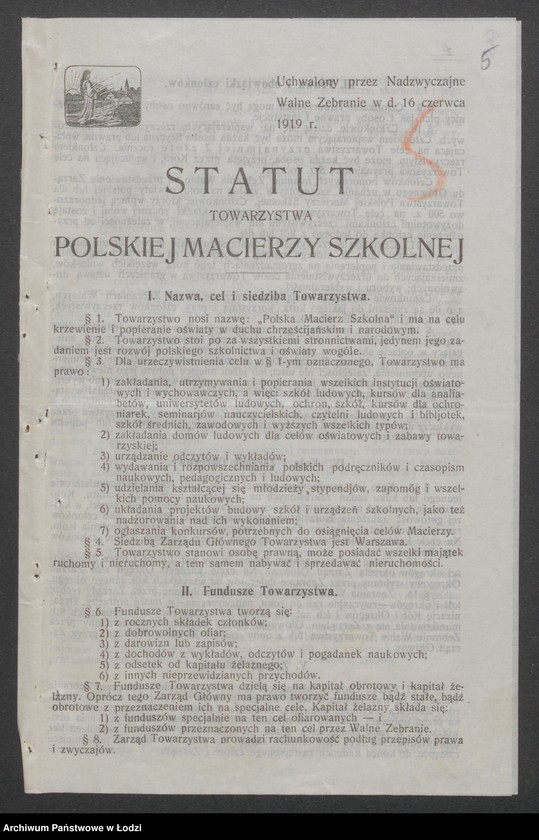 5
Uchwalony przez Nadzwyczajne
Walne Zebranie w d. 16 czerwca
1919 r.
5
STATUT
TOWARZYSTWA
POLSKIEJ MACIERZY SZKOLNEJ
I. Nazwa, cel i siedziba Towarzystwa.
§ 1. Towarzystwo nosi nazwę: „Polska Macierz Szkolna" i ma na celu
krzewienie i popieranie oświaty w duchu chrześcijańskim i narodowym.
§ 2. Towarzystwo stoi po za wszystkiemi stronnictwami, jedynem jego za-
daniem jest rozwój polskiego szkolnictwa i oświaty wogóle.
§ 3. Dla urzeczywistnienia celu w § 1-ym oznaczonego, Towarzystwo ma
prawo:
1) zakładania, utrzymywania i popierania wszelkich instytucji oświato-
wych i wychowawczych, a więc: szkół ludowych, kursów dla analfa-
betów, uniwersytetów ludowych, ochron, szkół, kursów dla ochro-
niarek, seminarjów nauczycielskich, czytelni ludowych i bibljotek,
szkół średnich, zawodowych i wyższych wszelkich typów;
2) zakładania domów ludowych dla celów oświatowych i zabawy towa-
rzyskiej;
3) urządzanie odczytów i wykładów;
4) wydawania i rozpowszechniania polskich podręczników i czasopism
naukowych, pedagogicznych i ludowych;
5) udzielania kształcącej się młodzieży stypendjów, zapomóg i wszel-
kich pomocy naukowych;
6) układania projektów budowy szkół i urządzeń szkolnych, jako też
nadzorowania nad ich wykonaniem;
7) ogłaszania konkursów, potrzebnych do osiągnięcia celów Macierzy.
§ 4. Siedzibą Zarządu Głównego Towarzystwa jest Warszawa.
§ 5. Towarzystwo stanowi osobę prawną, może posiadać wszelki majątek
ruchomy i nieruchomy, a tem samem nabywać i sprzedawać nieruchomości.
II. Fundusze Towarzystwa.
§ 6. Fundusze Towarzystwa tworzą się:
1) z rocznych składek członków;
2) z dobrowolnych ofiar;
3) z darowizn lub zapisów;
4) z dochodów z wykładów, odczytów i pogadanek naukowych;
5) z odsetek od kapitału żelaznego;
6) z innych nieprzewidzianych przychodów.
§ 7. Fundusze Towarzystwa dzielą się na kapitał obrotowy i kapitał że-
lazny. Oprócz tego Zarząd Główny ma prawo tworzyć fundusze bądź stałe, bądź
obrotowe z przeznaczeniem ich na specjalne cele. Kapitał żelazny składa się:
1) z funduszów specjalnie na ten cel ofiarowanych — i
2) z funduszów przeznaczonych na ten cel przez Walne Zebranie.
§ 8. Zarząd Towarzystwa prowadzi rachunkowość podług przepisów prawa
i zwyczajów.
Archiwum Państwowe w Łodzi
szukajwarchiwach.gov.pl